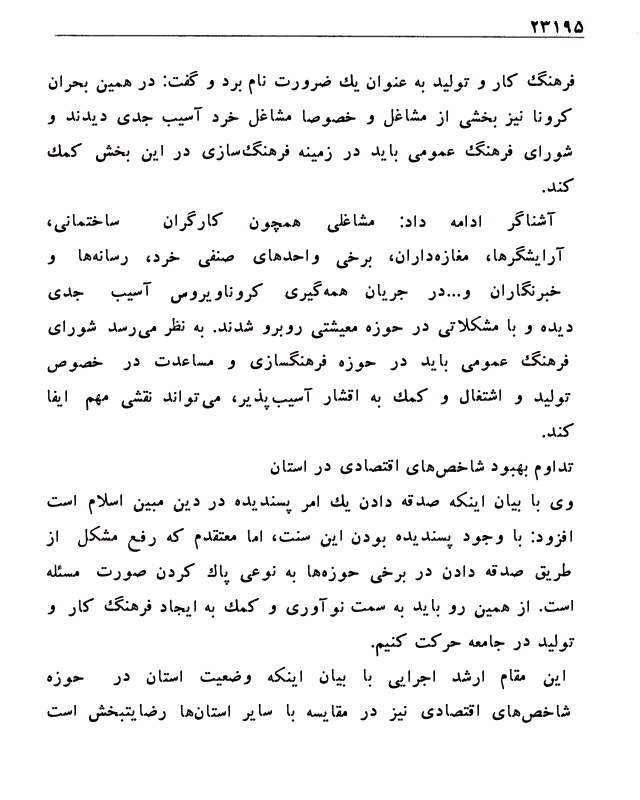 ۲۳۱۹۵
فرهنگ کار و تولید به عنوان یك ضرورت نام برد و گفت: در همین بحران
کرونا نیز بخشی از مشاغل و خصوصا مشاغل خرد آسیب جدی دیدند و
شورای فرهنگ عمومی باید در زمینه فرهنگ‌سازی در این بخش کمك
کند.
آشناگر ادامه داد: مشاغلی همچون کارگران ساختمانی،
آرایشگرها، مغازه‌داران، برخی واحدهای صنفی خرد، رسانه‌ها و
خبرنگاران و...در جریان همه‌گیری کروناویروس آسیب جدی
دیده و با مشکلاتی در حوزه معیشتی روبرو شدند. به نظر می‌رسد شورای
فرهنگ عمومی باید در حوزه فرهنگسازی و مساعدت در خصوص
تولید و اشتغال و کمك به اقشار آسیب‌پذیر، می‌تواند نقشی مهم ایفا
کند.
تداوم بهبود شاخص‌های اقتصادی در استان
وی با بیان اینکه صدقه دادن یك امر پسندیده در دین مبین اسلام است
افزود: با وجود پسندیده بودن این سنت، اما معتقدم که رفع مشکل از
طریق صدقه دادن در برخی حوزه‌ها به نوعی پاك کردن صورت مسئله
است. از همین رو باید به سمت نوآوری و کمك به ایجاد فرهنگ کار و
تولید در جامعه حرکت کنیم.
این مقام ارشد اجرایی با بیان اینکه وضعیت استان در حوزه
شاخص‌های اقتصادی نیز در مقایسه با سایر استان‌ها رضایتبخش است